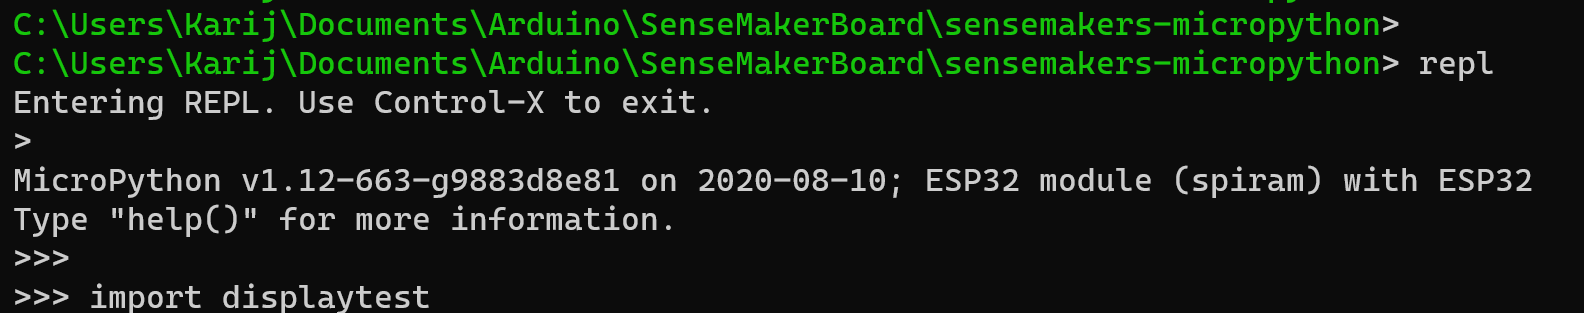 C:\Users\Karij\Documents\Arduino\SenseMakerBoard\sensemakers-micropython>
C:\Users\Karij\Documents\Arduino\SenseMakerBoard\sensemakers-micropython> repl
Entering REPL. Use Control-X to exit.
>
MicroPython v1.12-663-g9883d8e81 on 2020-08-10; ESP32 module (spiram) with ESP32
Type "help()" for more information.
>>>
>>> import displaytest